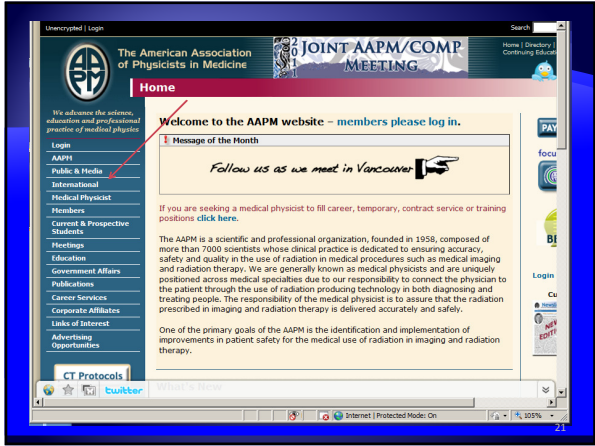 Unencrypted | Login
Search
The American Association
of Physicists in Medicine
2011
JOINT AAPM/COMP
MEETING
Home | Directory |
Continuing Educati
Home
We advance the science,
education and professional
practice of medical physics
Login
AAPM
Public & Media
International
Medical Physicist
Members
Current & Prospective
Students
Meetings
Education
Government Affairs
Publications
Career Services
Corporate Affiliates
Links of Interest
Advertising
Opportunities
CT Protocols
Welcome to the AAPM website – members please log in.
Message of the Month
Follow us as we meet in Vancouver
If you are seeking a medical physicist to fill career, temporary, contract service or training
positions click here.
The AAPM is a scientific and professional organization, founded in 1958, composed of
more than 7000 scientists whose clinical practice is dedicated to ensuring accuracy,
safety and quality in the use of radiation in medical procedures such as medical imaging
and radiation therapy. We are generally known as medical physicists and are uniquely
positioned across medical specialties due to our responsibility to connect the physician to
the patient through the use of radiation producing technology in both diagnosing and
treating people. The responsibility of the medical physicist is to assure that the radiation
prescribed in imaging and radiation therapy is delivered accurately and safely.
One of the primary goals of the AAPM is the identification and implementation of
improvements in patient safety for the medical use of radiation in imaging and radiation
therapy.
What's New
PAY
focu
BE
Login
Cu
NEW
EDITI
twitter
Internet | Protected Mode: On
105%
21